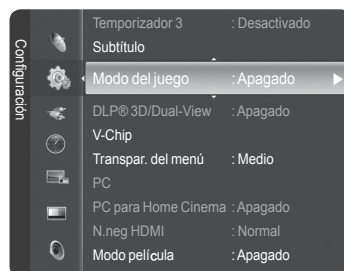 Configuración
Temporizador 3 : Desactivado
Subtítulo
Modo del juego : Apagado
DLP® 3D/Dual-View : Apagado
V-Chip
Transpar. del menú : Medio
PC
PC para Home Cinema : Apagado
N.neg HDMI : Normal
Modo película : Apagado